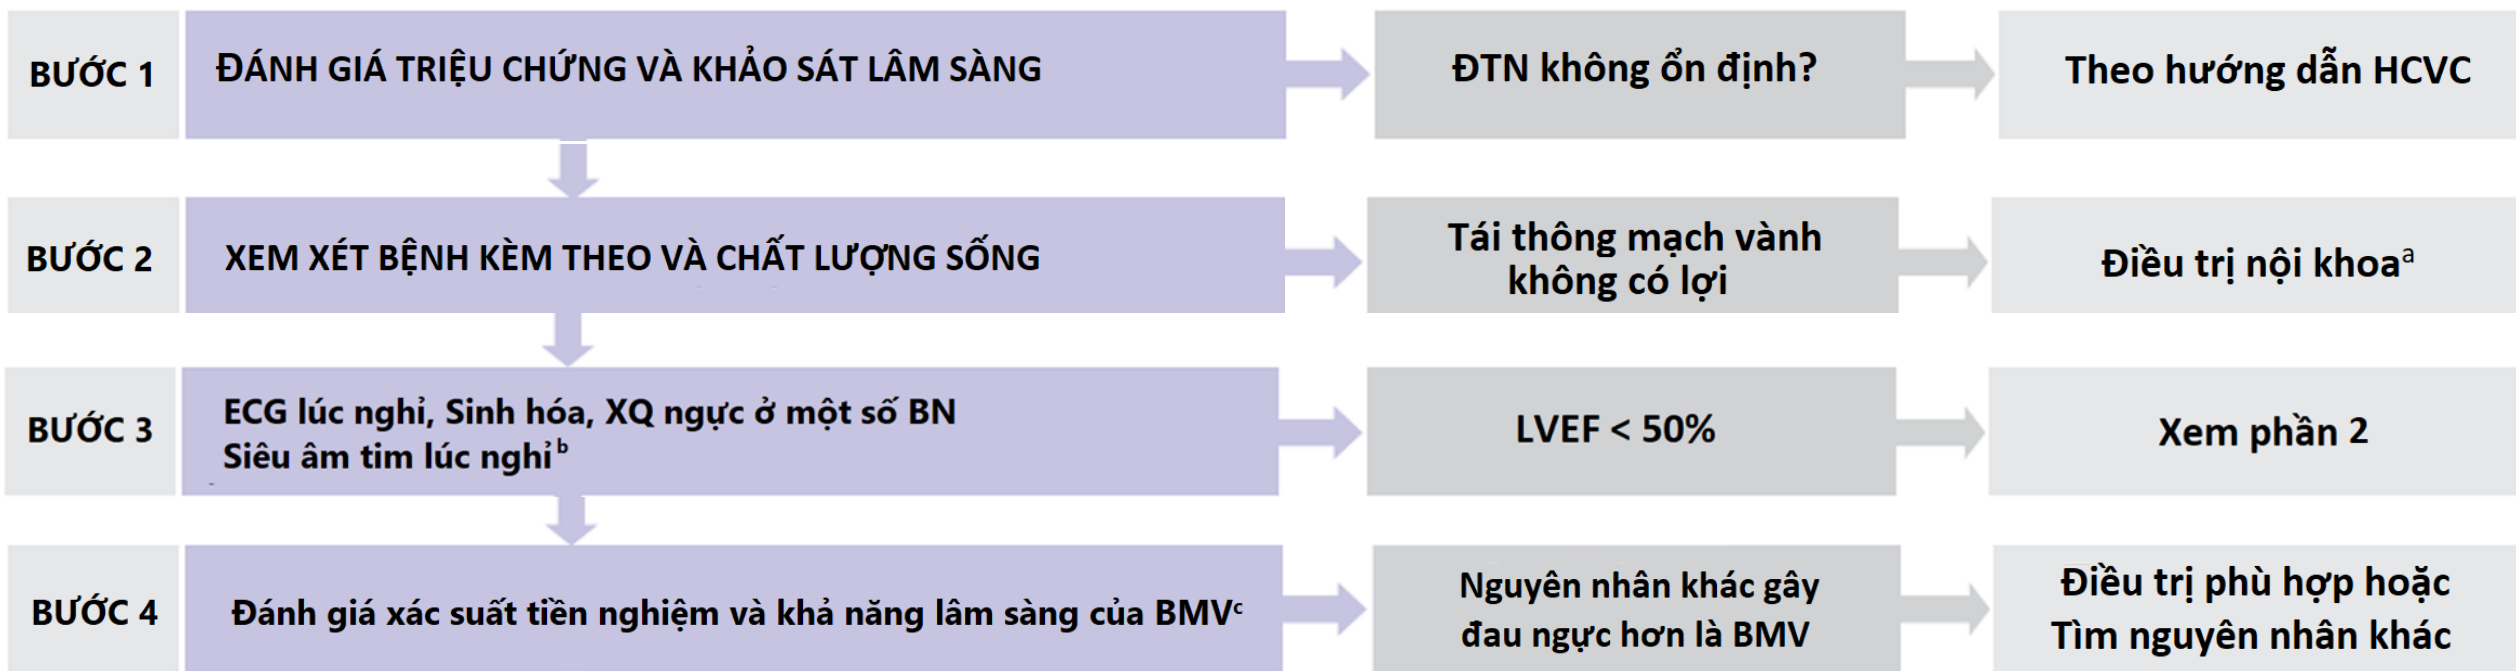 BƯỚC 1
ĐÁNH GIÁ TRIỆU CHỨNG VÀ KHẢO SÁT LÂM SÀNG
ĐTN không ổn định?
Theo hướng dẫn HCVC
BƯỚC 2
XEM XÉT BỆNH KÈM THEO VÀ CHẤT LƯỢNG SỐNG
Tái thông mạch vành
không có lợi
Điều trị nội khoaᵃ
BƯỚC 3
ECG lúc nghỉ, Sinh hóa, XQ ngực ở một số BN
Siêu âm tim lúc nghỉᵇ
LVEF < 50%
Xem phần 2
BƯỚC 4
Đánh giá xác suất tiền nghiệm và khả năng lâm sàng của BMVᶜ
Nguyên nhân khác gây
đau ngực hơn là BMV
Điều trị phù hợp hoặc
Tìm nguyên nhân khác